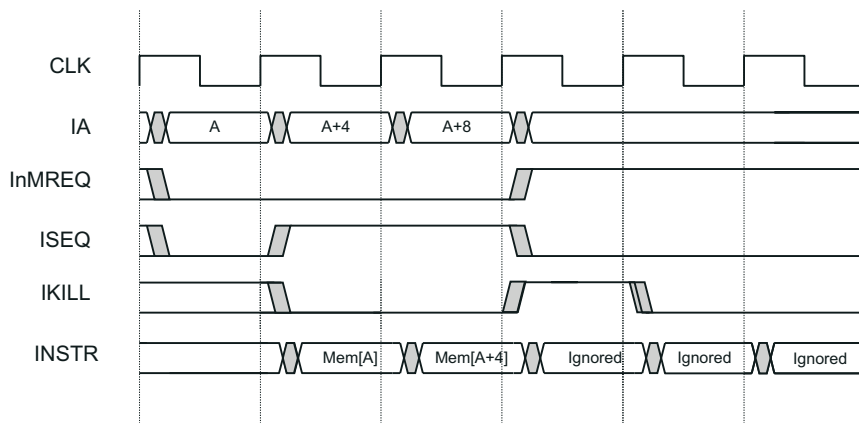 CLK
IA
A
A+4
A+8
InMREQ
ISEQ
IKILL
INSTR
Mem[A]
Mem[A+4]
Ignored
Ignored
Ignored